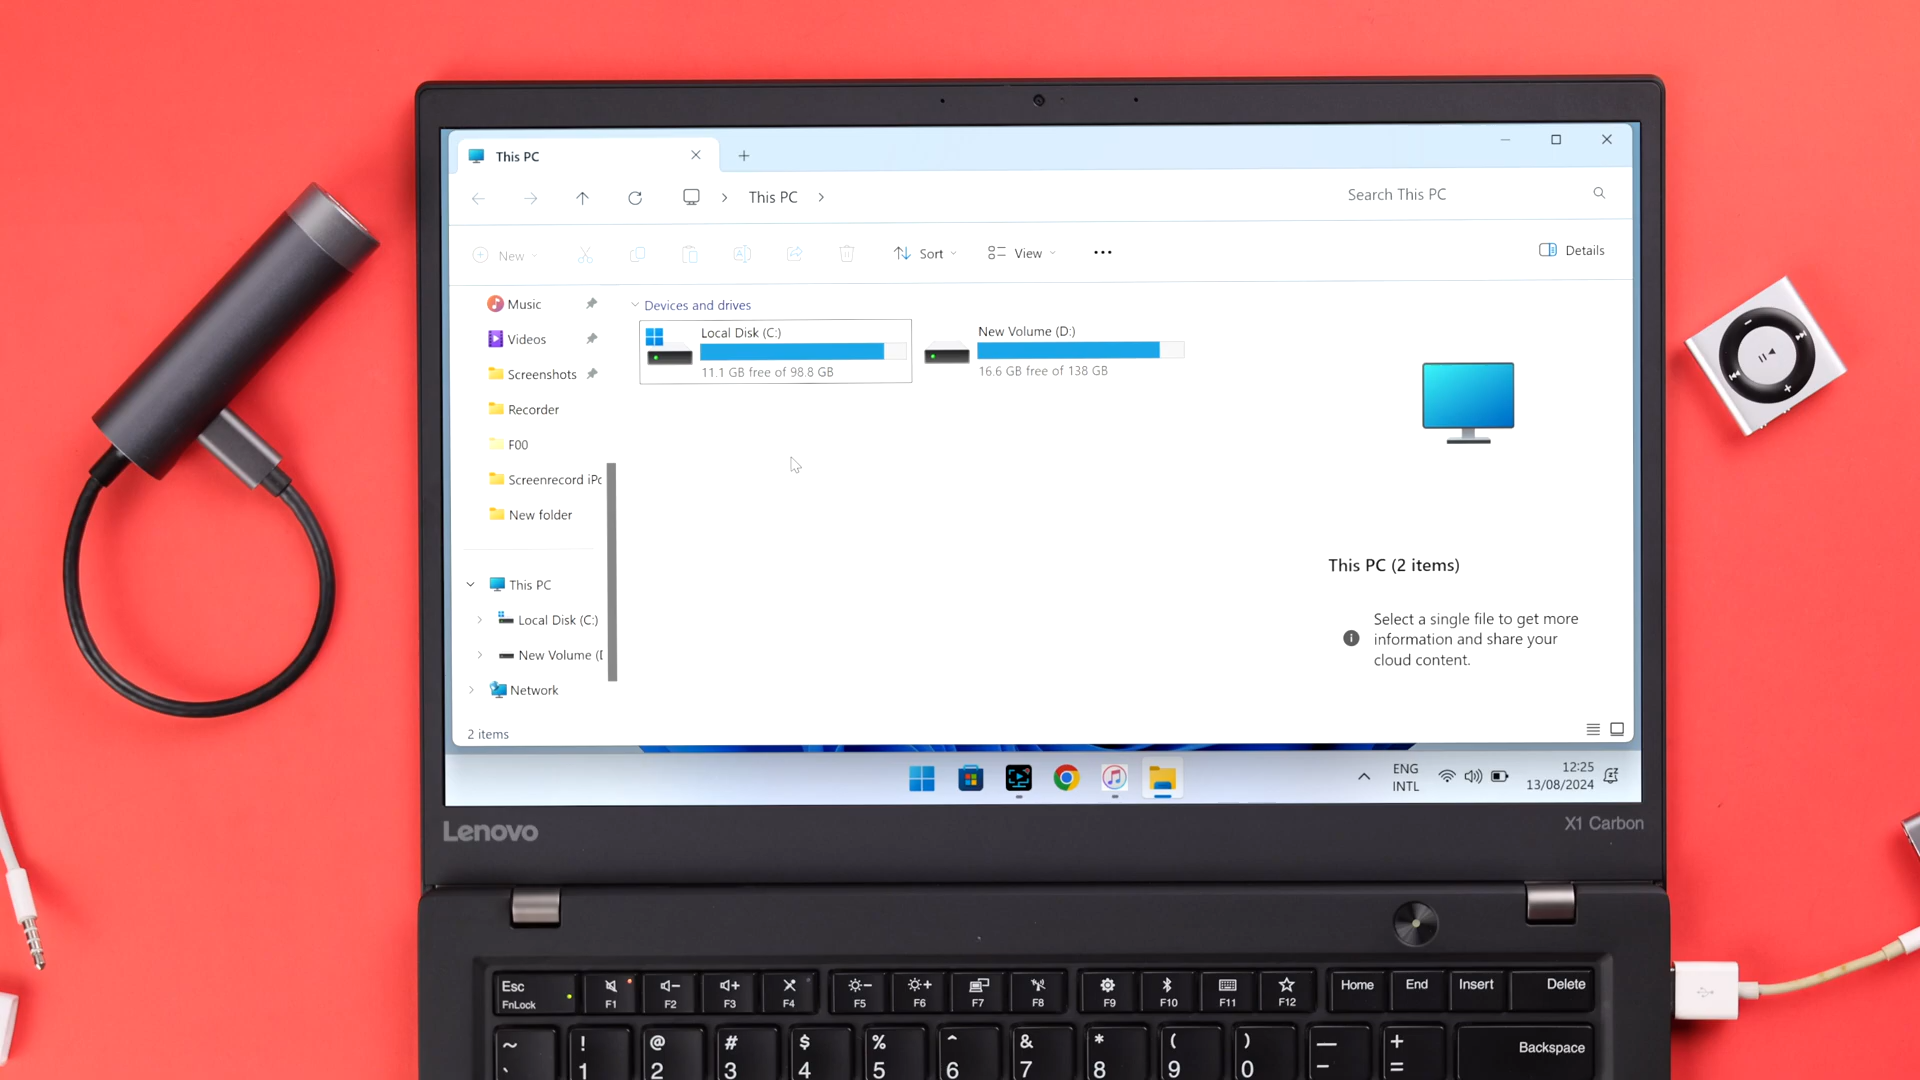 This PC
This PC
Search This PC
New
Sort
View
Details
Music
Videos
Screenshots
Recorder
F00
Screenrecord iPo
New folder
This PC
Local Disk (C:)
New Volume (D
Network
2 items
Devices and drives
Local Disk (C:)
11.1 GB free of 98.8 GB
New Volume (D:)
16.6 GB free of 138 GB
This PC (2 items)
Select a single file to get more
information and share your
cloud content.
ENG
INTL
12:25
13/08/2024
Lenovo
X1 Carbon
Esc
FnLock
F1
F2
F3
F4
F5
F6
F7
F8
F9
F10
F11
F12
Home
End
Insert
Delete
~ ! @ # $ % ^ & * ( ) — +
` 1 2 3 4 5 6 7 8 9 0 - =
Backspace